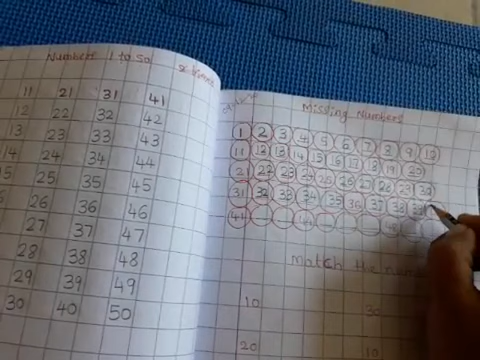 Numbers 1 to 50
11 21 31 41
12 22 32 42
13 23 33 43
14 24 34 44
15 25 35 45
26 36 46
27 37 47
28 38 48
29 39 49
30 40 50
Missing Numbers
1 2 3 4 5 6 7 8 9 10
11 12 13 14 15 16 17 18 19 20
21 22 23 24 25 26 27 28 29 30
31 32 33 34 35 36 37 38 39
41 44
Match the
10 30
20